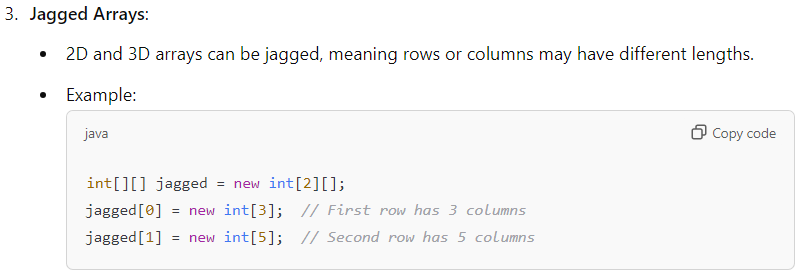 3. Jagged Arrays:
• 2D and 3D arrays can be jagged, meaning rows or columns may have different lengths.
• Example:
java Copy code
int[][] jagged = new int[2][];
jagged[0] = new int[3];  // First row has 3 columns
jagged[1] = new int[5];  // Second row has 5 columns